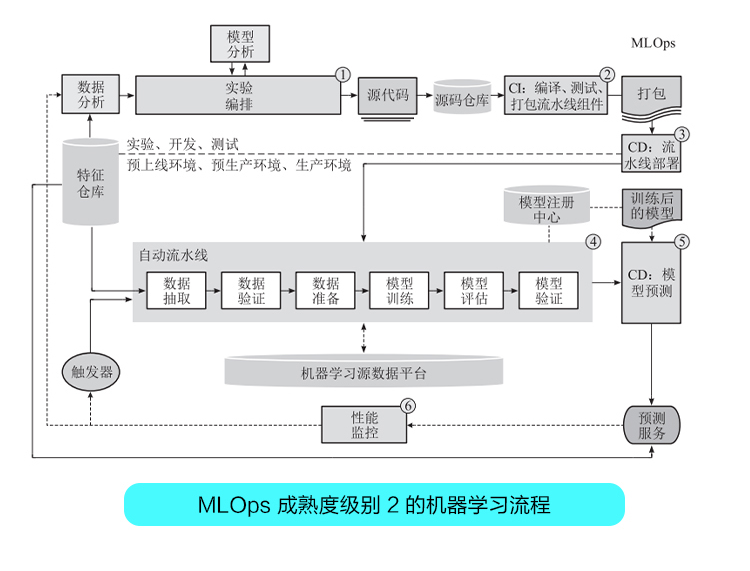 模型
分析
MLOps
数据
分析
①
实验
编排
源代码
源码仓库
②
CI：编译、测试、
打包流水线组件
打包
实验、开发、测试
预上线环境、预生产环境、生产环境
③
CD：流
水线部署
特征
仓库
模型注册
中心
训练后
的模型
④
自动流水线
数据
抽取
数据
验证
数据
准备
模型
训练
模型
评估
模型
验证
⑤
CD：模
型预测
触发器
机器学习源数据平台
⑥
性能
监控
预测
服务
MLOps 成熟度级别 2 的机器学习流程